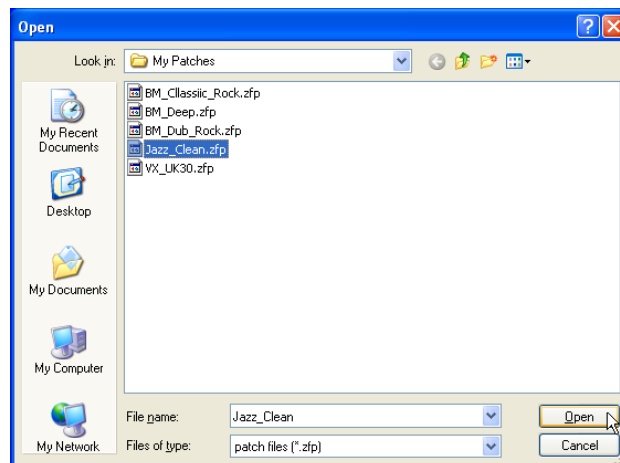 Open
Look in: My Patches
My Recent
Documents
Desktop
My Documents
My Computer
My Network
BM_Cllassiic_Rock.zfp
BM_Deep.zfp
BM_Dub_Rock.zfp
Jazz_Clean.zfp
VX_UK30.zfp
File name: Jazz_Clean Open
Files of type: patch files (*.zfp) Cancel